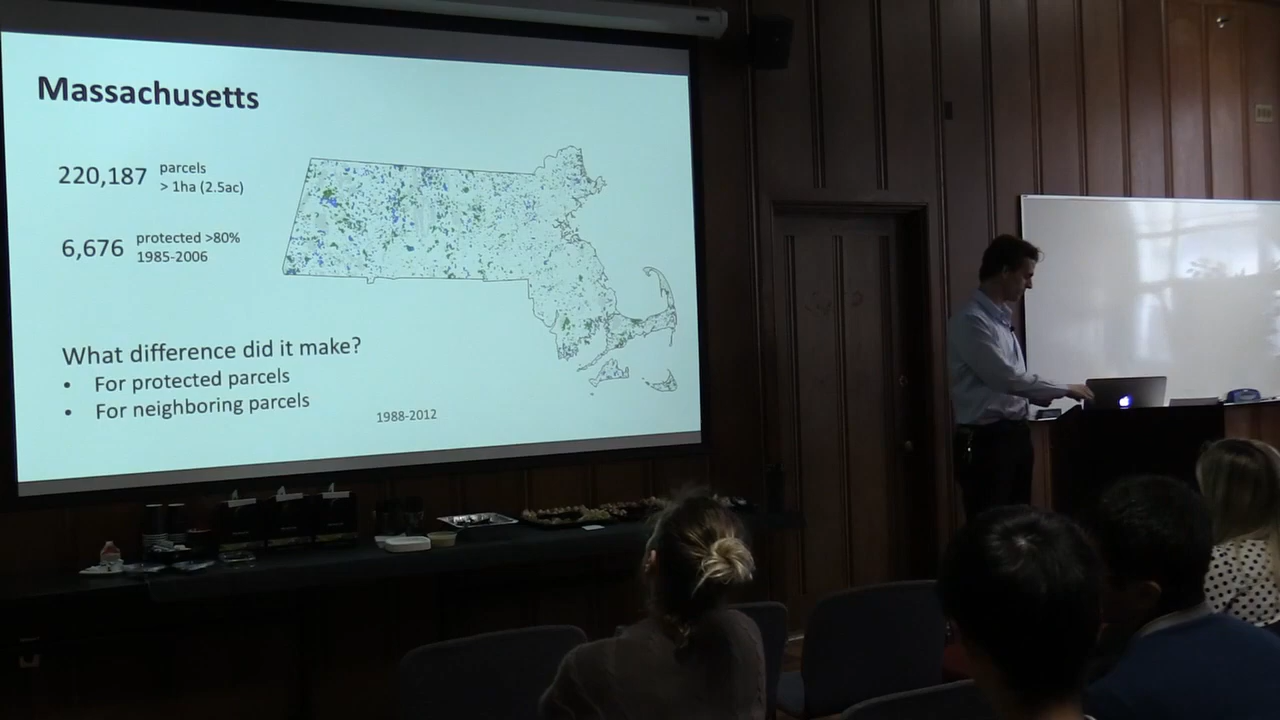 Massachusetts
220,187 parcels
> 1ha (2.5ac)
6,676 protected >80%
1985-2006
What difference did it make?
• For protected parcels
• For neighboring parcels
1988-2012